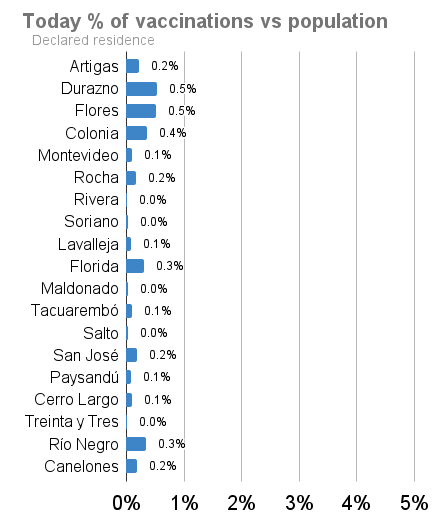 Today % of vaccinations vs population
Declared residence
Artigas 0.2%
Durazno 0.5%
Flores 0.5%
Colonia 0.4%
Montevideo 0.1%
Rocha 0.2%
Rivera 0.0%
Soriano 0.0%
Lavalleja 0.1%
Florida 0.3%
Maldonado 0.0%
Tacuarembó 0.1%
Salto 0.0%
San José 0.2%
Paysandú 0.1%
Cerro Largo 0.1%
Treinta y Tres 0.0%
Río Negro 0.3%
Canelones 0.2%
0% 1% 2% 3% 4% 5%